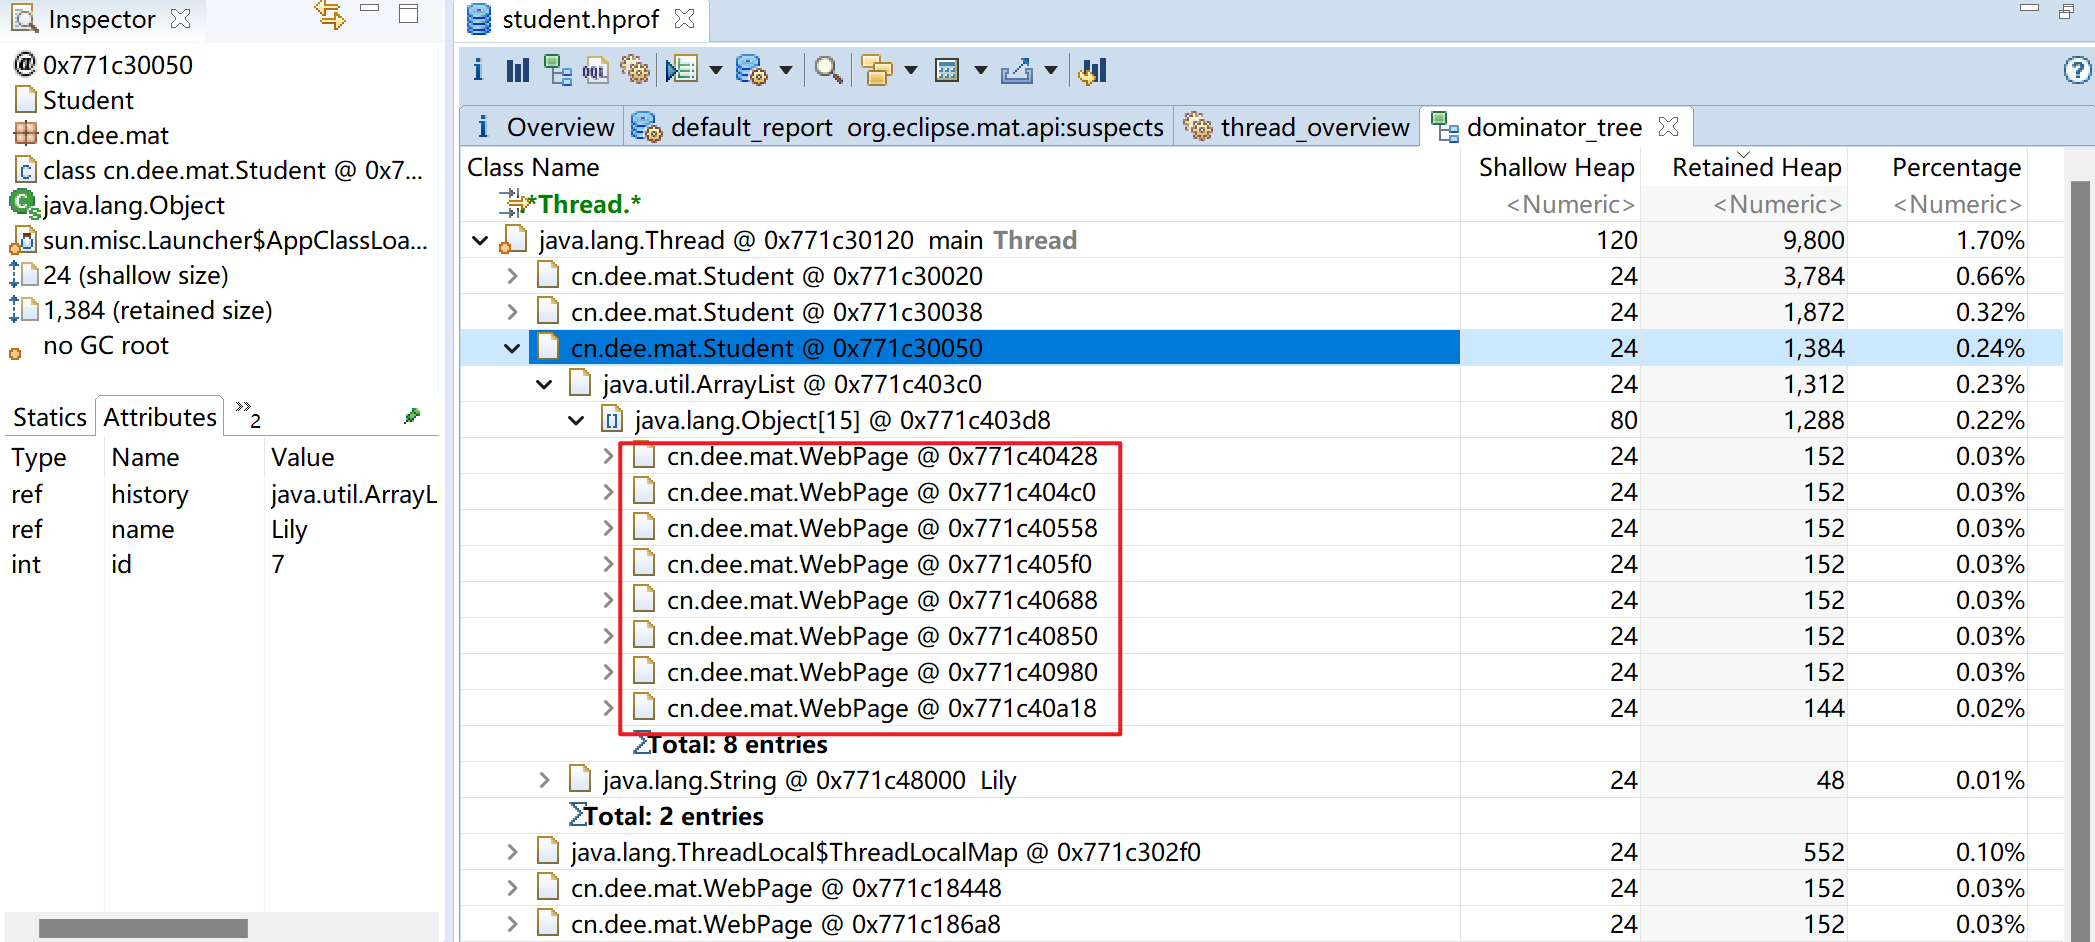 Inspector
@ 0x771c30050
Student
cn.dee.mat
class cn.dee.mat.Student @ 0x7...
java.lang.Object
sun.misc.Launcher$AppClassLoa...
24 (shallow size)
1,384 (retained size)
no GC root
Statics Attributes »2
Type Name Value
ref history java.util.ArrayLi
ref name Lily
int id 7
student.hprof
i OQL ?
i Overview default_report org.eclipse.mat.api:suspects thread_overview dominator_tree
Class Name Shallow Heap Retained Heap Percentage
*Thread.* <Numeric> <Numeric> <Numeric>
java.lang.Thread @ 0x771c30120 main Thread 120 9,800 1.70%
cn.dee.mat.Student @ 0x771c30020 24 3,784 0.66%
cn.dee.mat.Student @ 0x771c30038 24 1,872 0.32%
cn.dee.mat.Student @ 0x771c30050 24 1,384 0.24%
java.util.ArrayList @ 0x771c403c0 24 1,312 0.23%
java.lang.Object[15] @ 0x771c403d8 80 1,288 0.22%
cn.dee.mat.WebPage @ 0x771c40428 24 152 0.03%
cn.dee.mat.WebPage @ 0x771c404c0 24 152 0.03%
cn.dee.mat.WebPage @ 0x771c40558 24 152 0.03%
cn.dee.mat.WebPage @ 0x771c405f0 24 152 0.03%
cn.dee.mat.WebPage @ 0x771c40688 24 152 0.03%
cn.dee.mat.WebPage @ 0x771c40850 24 152 0.03%
cn.dee.mat.WebPage @ 0x771c40980 24 152 0.03%
cn.dee.mat.WebPage @ 0x771c40a18 24 144 0.02%
Total: 8 entries
java.lang.String @ 0x771c48000 Lily 24 48 0.01%
Total: 2 entries
java.lang.ThreadLocal$ThreadLocalMap @ 0x771c302f0 24 552 0.10%
cn.dee.mat.WebPage @ 0x771c18448 24 152 0.03%
cn.dee.mat.WebPage @ 0x771c186a8 24 152 0.03%